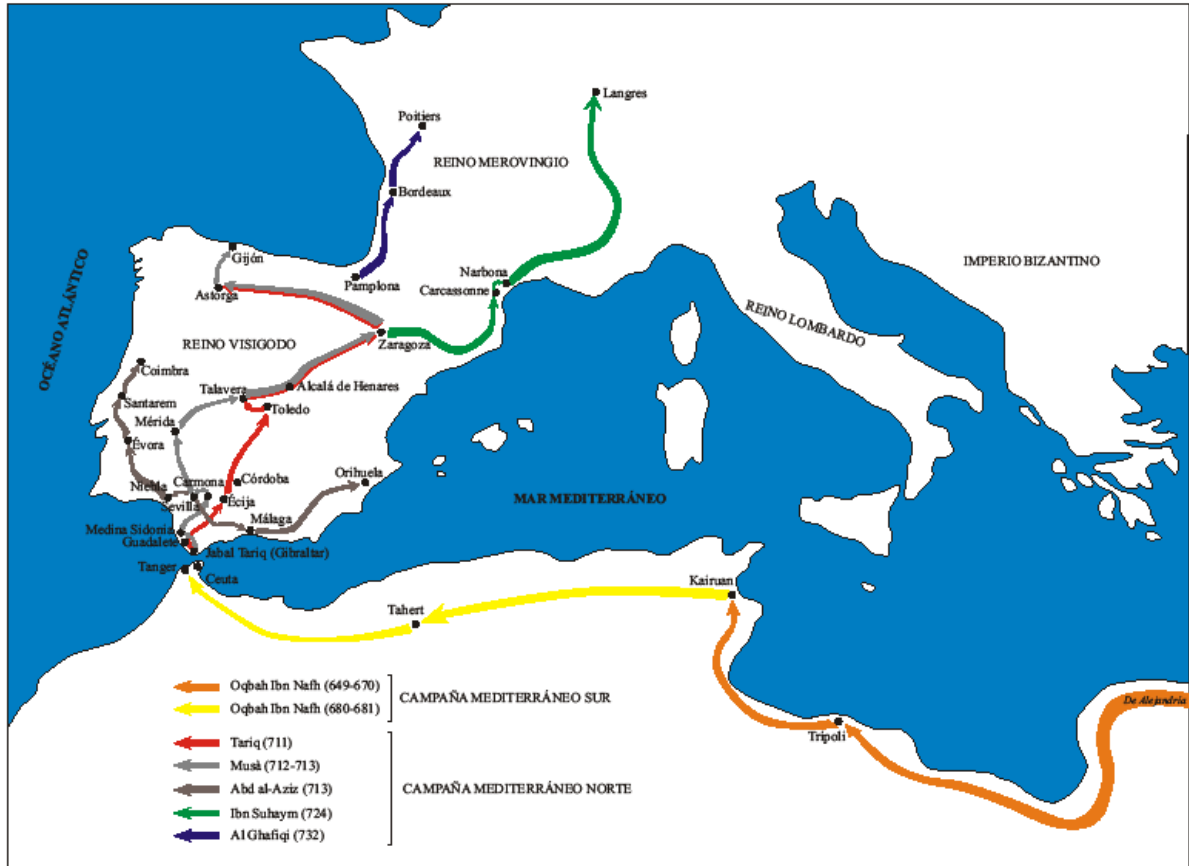 Langres
Poitiers
REINO MEROVINGIO
Bordeaux
Gijón
IMPERIO BIZANTINO
Narbona
Pamplona
Carcassonne
Astorga
OCÉANO ATLÁNTICO
REINO LOMBARDO
REINO VISIGODO
Zaragoza
Coimbra
Alcalá de Henares
Talavera
Santarem
Toledo
Mérida
Évora
Orihuela
Córdoba
Carmona
Niebla
MAR MEDITERRÁNEO
Écija
Sevilla
Málaga
Medina Sidonia
Guadalete
Jabal Tariq (Gibraltar)
Tanger
Ceuta
Kairuan
Tahert
Oqbah Ibn Nafh (649-670)
CAMPAÑA MEDITERRÁNEO SUR
Oqbah Ibn Nafh (680-681)
De Alejandría
Trípoli
Tariq (711)
Musà (712-713)
Abd al-Aziz (713)
CAMPAÑA MEDITERRÁNEO NORTE
Ibn Suhaym (724)
Al Ghafiqi (732)